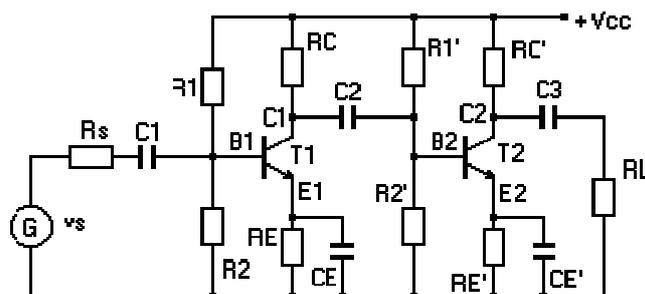 +Vcc
RC
R1'
RC'
R1
C2
C3
C1
C2
Rs
C1
B1
T1
B2
T2
E1
R2'
E2
RL
G
vs
R2
RE
CE
RE'
CE'